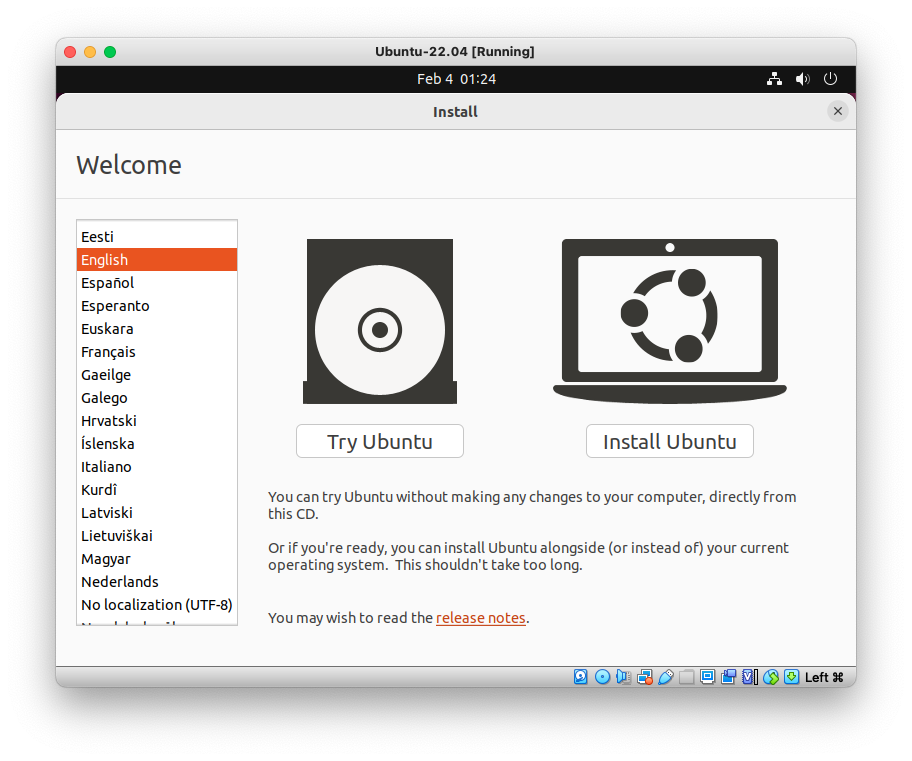 Ubuntu-22.04 [Running]
Feb 4 01:24
Install
Welcome
Eesti
English
Español
Esperanto
Euskara
Français
Gaeilge
Galego
Hrvatski
Íslenska
Italiano
Kurdî
Latviski
Lietuviškai
Magyar
Nederlands
No localization (UTF-8)
Try Ubuntu
Install Ubuntu
You can try Ubuntu without making any changes to your computer, directly from
this CD.
Or if you're ready, you can install Ubuntu alongside (or instead of) your current
operating system. This shouldn't take too long.
You may wish to read the release notes.
Left ⌘